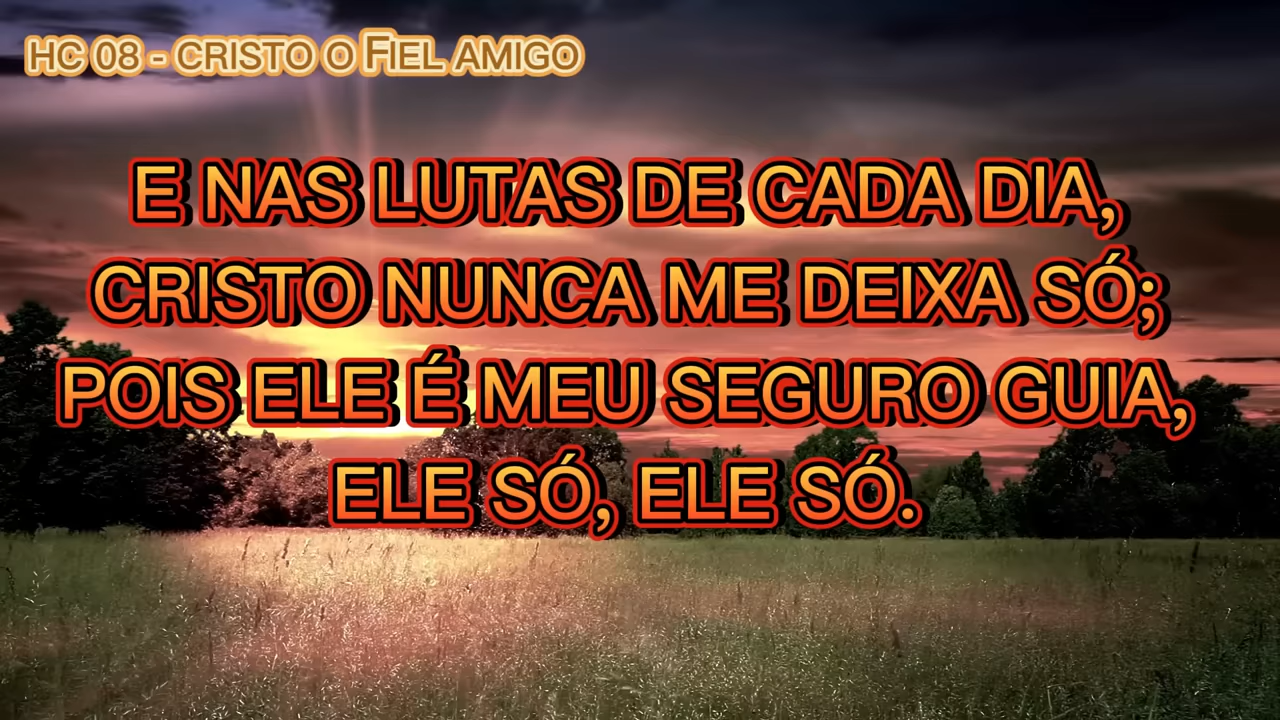 HC 08 - CRISTO O FIEL AMIGO
E NAS LUTAS DE CADA DIA,
CRISTO NUNCA ME DEIXA SÓ;
POIS ELE É MEU SEGURO GUIA,
ELE SÓ, ELE SÓ.